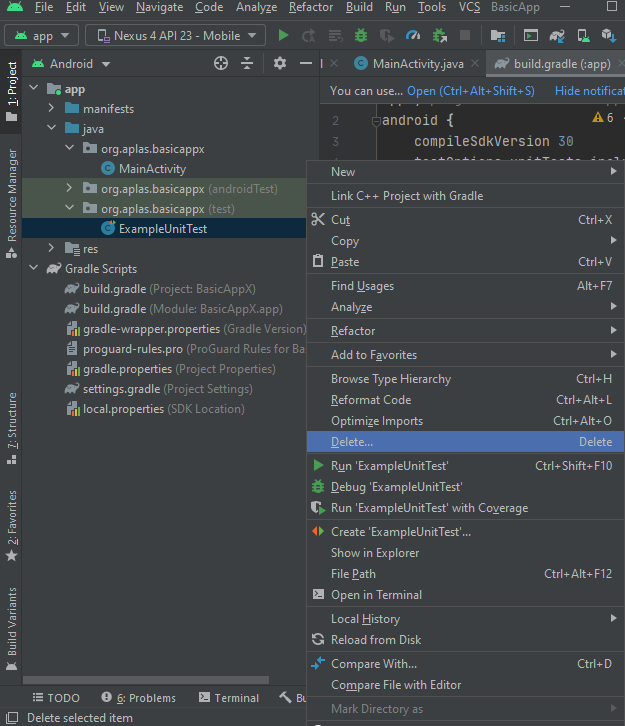 File Edit View Navigate Code Analyze Refactor Build Run Tools VCS BasicApp
app Nexus 4 API 23 - Mobile
1: Project
Resource Manager
7: Structure
2: Favorites
Build Variants
Android
app
manifests
java
org.aplas.basicappx
MainActivity
org.aplas.basicappx (androidTest)
org.aplas.basicappx (test)
ExampleUnitTest
res
Gradle Scripts
build.gradle (Project: BasicAppX)
build.gradle (Module: BasicAppX.app)
gradle-wrapper.properties (Gradle Version)
proguard-rules.pro (ProGuard Rules for Ba
gradle.properties (Project Properties)
settings.gradle (Project Settings)
local.properties (SDK Location)
MainActivity.java build.gradle (:app)
You can use... Open (Ctrl+Alt+Shift+S) Hide notificat
2 android { 6
3 compileSdkVersion 30
New
Link C++ Project with Gradle
Cut Ctrl+X
Copy
Paste Ctrl+V
Find Usages Alt+F7
Analyze
Refactor
Add to Favorites
Browse Type Hierarchy Ctrl+H
Reformat Code Ctrl+Alt+L
Optimize Imports Ctrl+Alt+O
Delete... Delete
Run 'ExampleUnitTest' Ctrl+Shift+F10
Debug 'ExampleUnitTest'
Run 'ExampleUnitTest' with Coverage
Create 'ExampleUnitTest'...
Show in Explorer
File Path Ctrl+Alt+F12
Open in Terminal
Local History
Reload from Disk
Compare With... Ctrl+D
Compare File with Editor
Mark Directory as
TODO 6: Problems Terminal Bu
Delete selected item